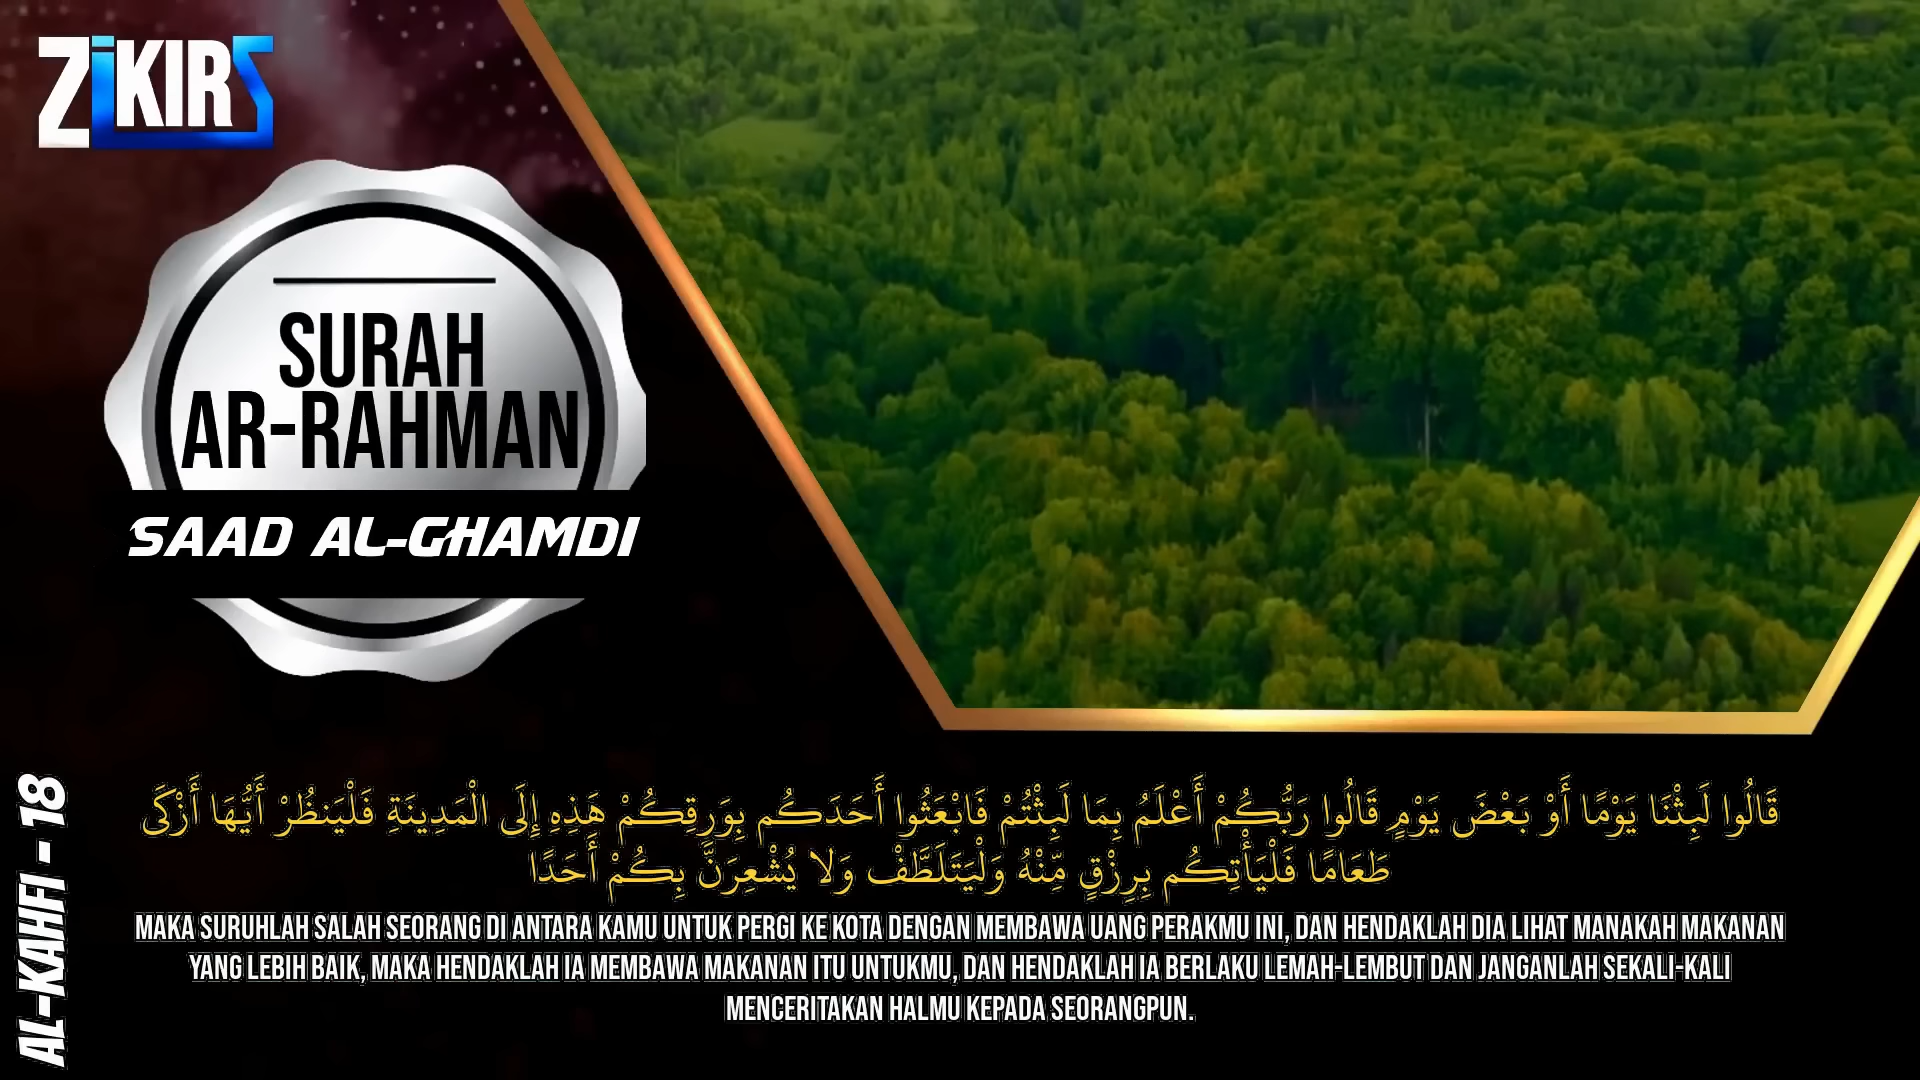 ZIKIRS
SURAH
AR-RAHMAN
SAAD AL-GHAMDI
AL-KAHFI - 18
قَالُوا لَبِثْنَا يَوْمًا أَوْ بَعْضَ يَوْمٍ قَالُوا رَبُّكُمْ أَعْلَمُ بِمَا لَبِثْتُمْ فَابْعَثُوا أَحَدَكُم بِوَرِقِكُمْ هَذِهِ إِلَى الْمَدِينَةِ فَلْيَنظُرْ أَيُّهَا أَزْكَى
طَعَامًا فَلْيَأْتِكُم بِرِزْقٍ مِّنْهُ وَلْيَتَلَطَّفْ وَلا يُشْعِرَنَّ بِكُمْ أَحَدًا
MAKA SURUHLAH SALAH SEORANG DI ANTARA KAMU UNTUK PERGI KE KOTA DENGAN MEMBAWA UANG PERAKMU INI, DAN HENDAKLAH DIA LIHAT MANAKAH MAKANAN
YANG LEBIH BAIK, MAKA HENDAKLAH IA MEMBAWA MAKANAN ITU UNTUKMU, DAN HENDAKLAH IA BERLAKU LEMAH-LEMBUT DAN JANGANLAH SEKALI-KALI
MENCERITAKAN HALMU KEPADA SEORANGPUN.